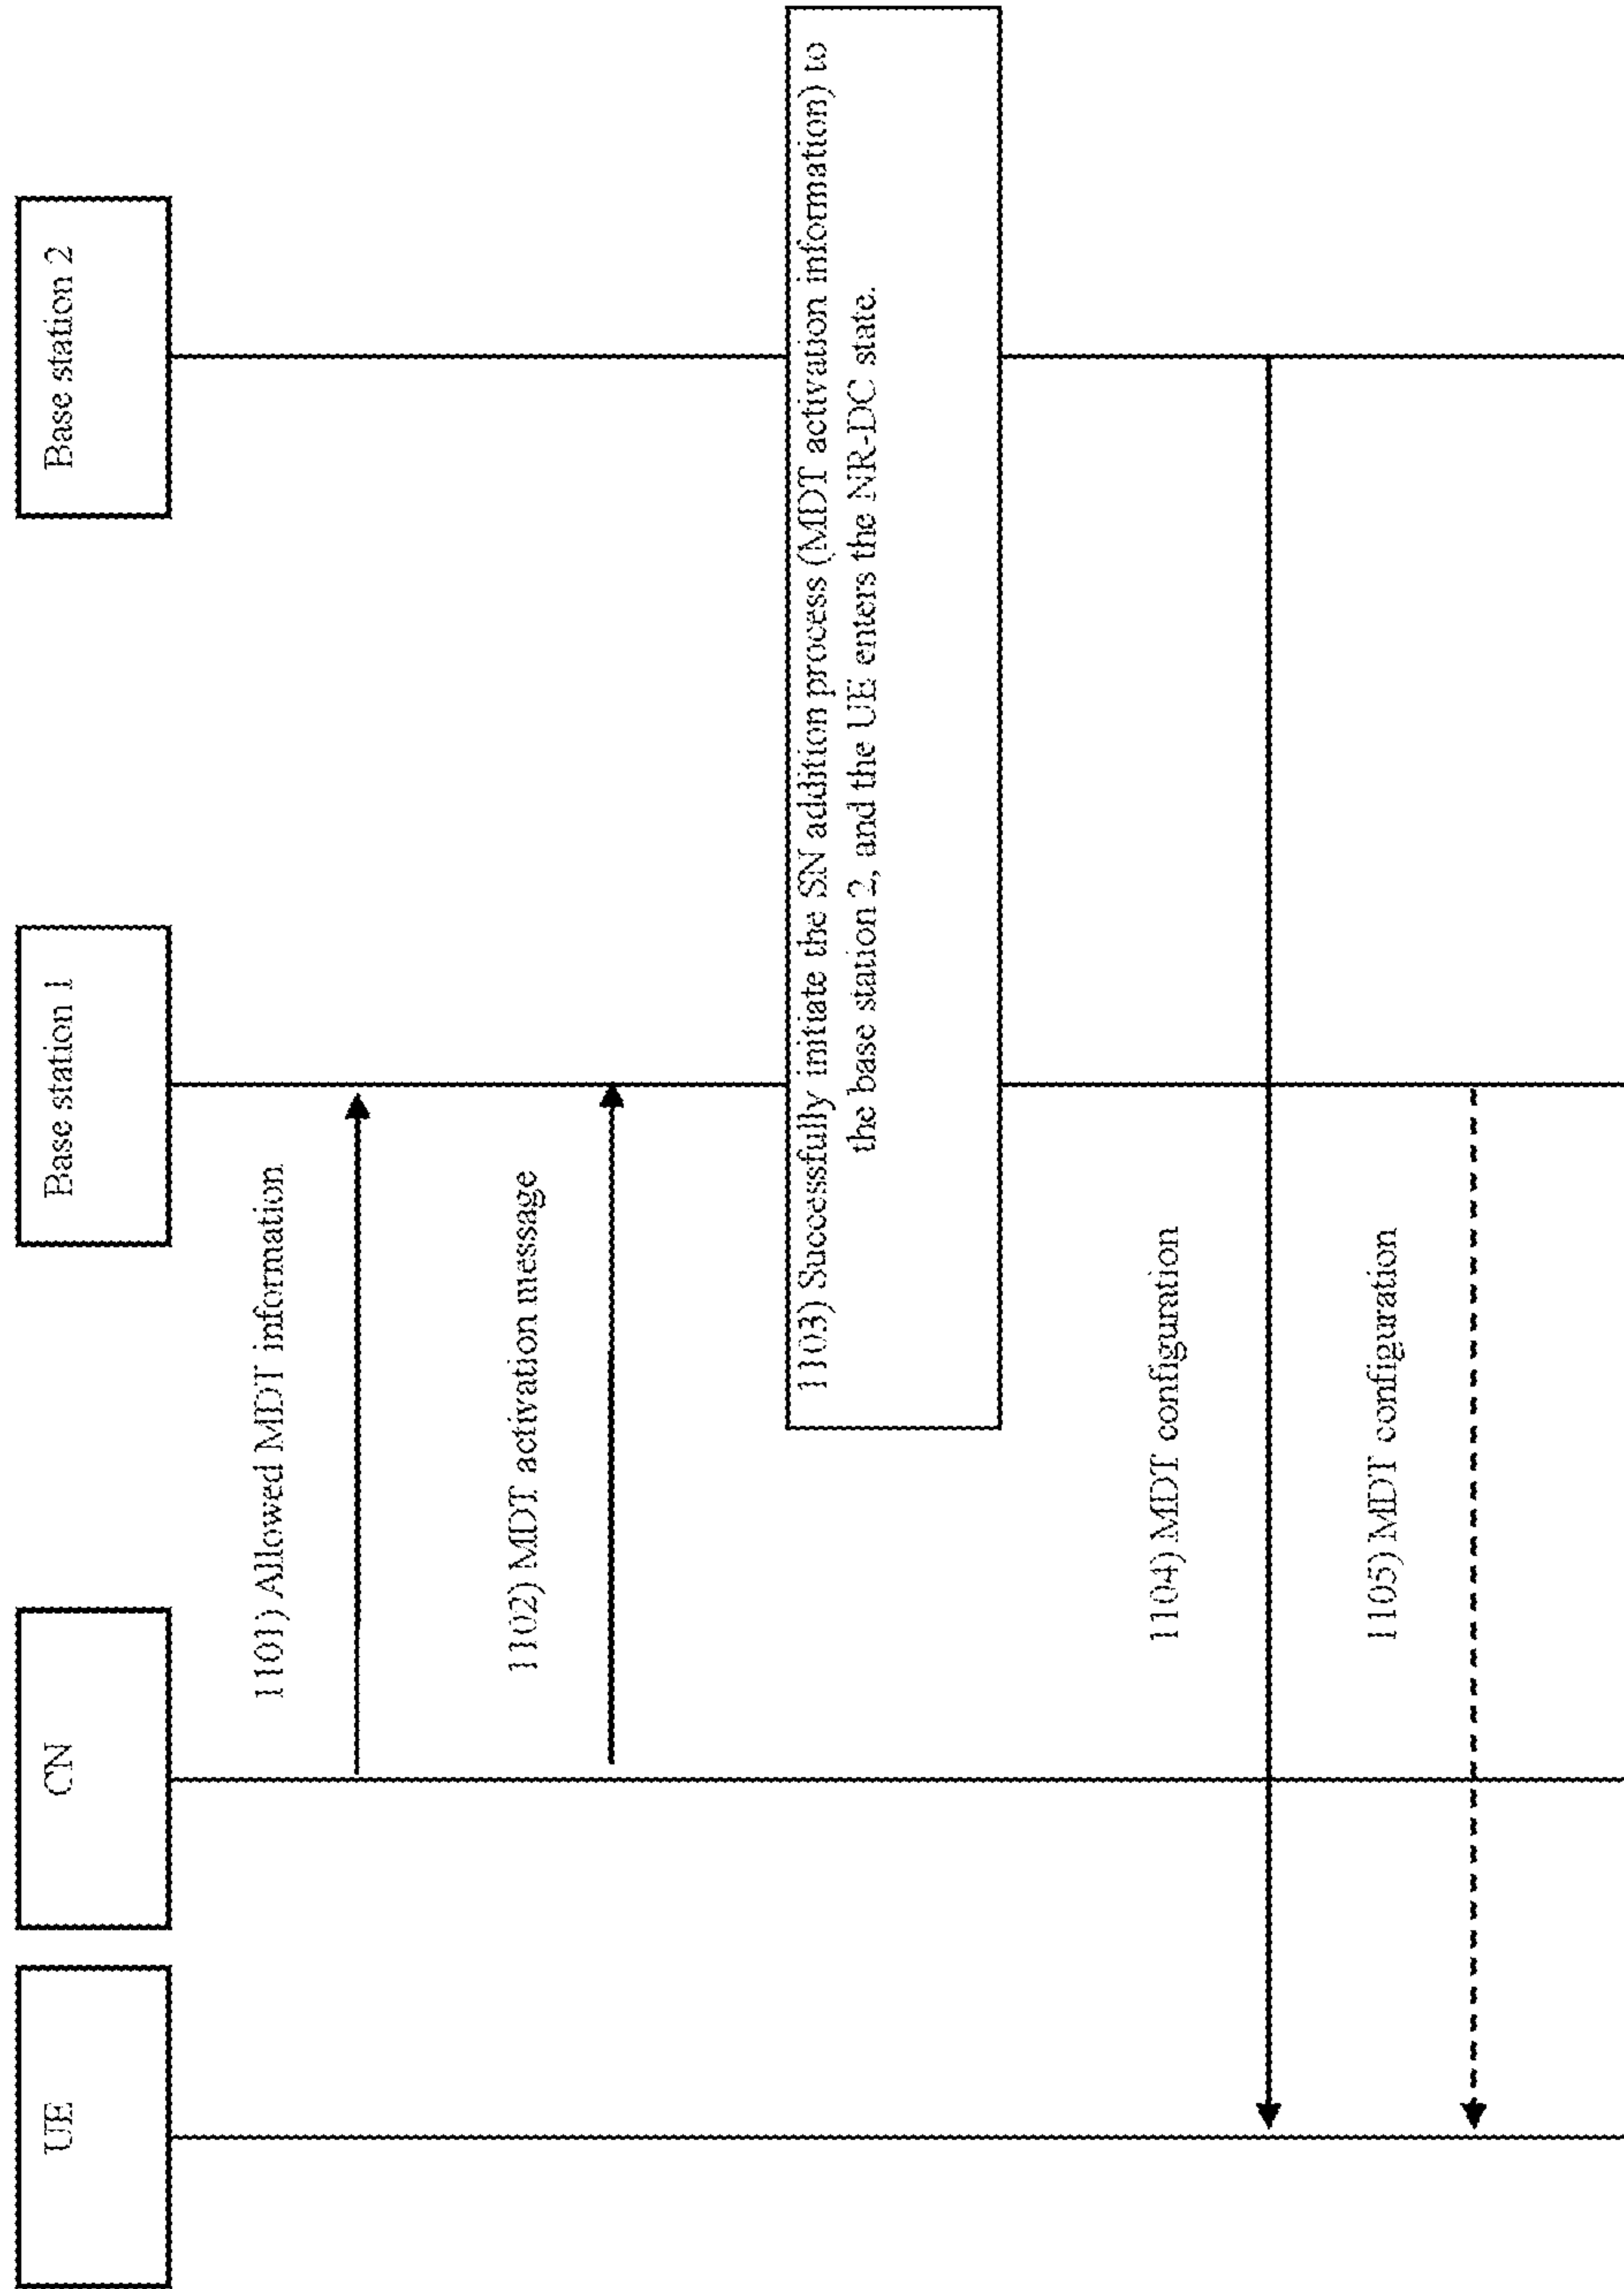 UE
CN
Base station 1
Base station 2
1101) Allowed MDT information
1102) MDT activation message
1103) Successfully initiate the SN addition process (MDT activation information) to
the base station 2, and the UE enters the NR-DC state.
1104) MDT configuration
1105) MDT configuration